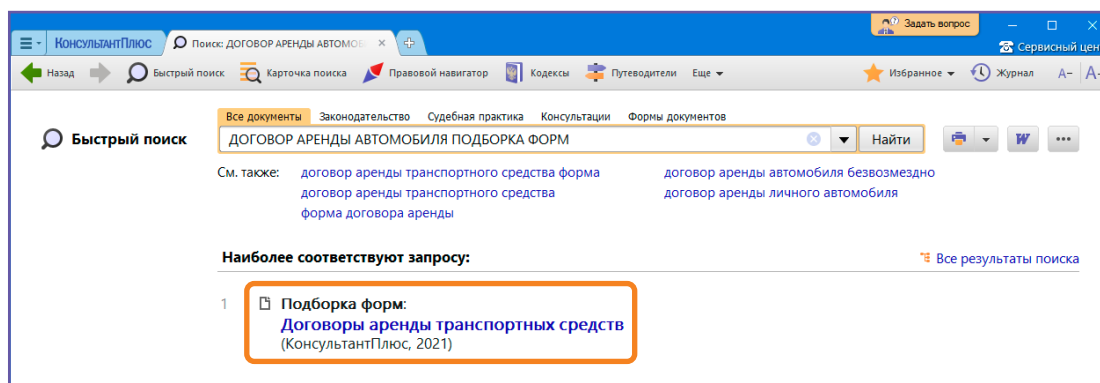 Задать вопрос
КонсультантПлюс
Поиск: ДОГОВОР АРЕНДЫ АВТОМОБ
Сервисный цен
Назад
Быстрый поиск
Карточка поиска
Правовой навигатор
Кодексы
Путеводители
Еще
Избранное
Журнал
A−
A
Все документы Законодательство Судебная практика Консультации Формы документов
Быстрый поиск
ДОГОВОР АРЕНДЫ АВТОМОБИЛЯ ПОДБОРКА ФОРМ
Найти
См. также:
договор аренды транспортного средства форма
договор аренды автомобиля безвозмездно
договор аренды транспортного средства
договор аренды личного автомобиля
форма договора аренды
Наиболее соответствуют запросу:
Все результаты поиска
1
Подборка форм:
Договоры аренды транспортных средств
(КонсультантПлюс, 2021)